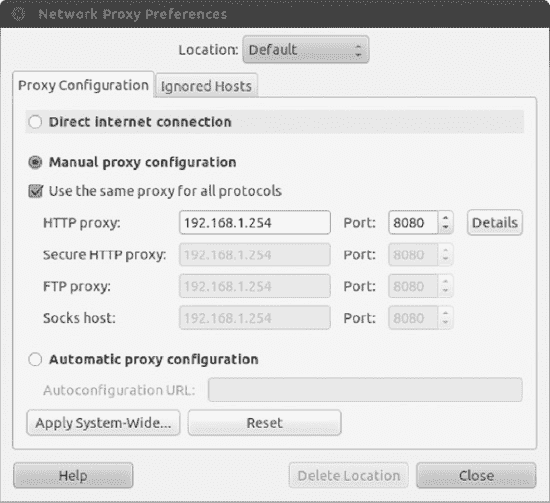 Network Proxy Preferences
Location: Default
Proxy Configuration Ignored Hosts
Direct internet connection
Manual proxy configuration
Use the same proxy for all protocols
HTTP proxy: 192.168.1.254 Port: 8080 Details
Secure HTTP proxy: 192.168.1.254 Port: 8080
FTP proxy: 192.168.1.254 Port: 8080
Socks host: 192.168.1.254 Port: 8080
Automatic proxy configuration
Autoconfiguration URL:
Apply System-Wide... Reset
Help Delete Location Close